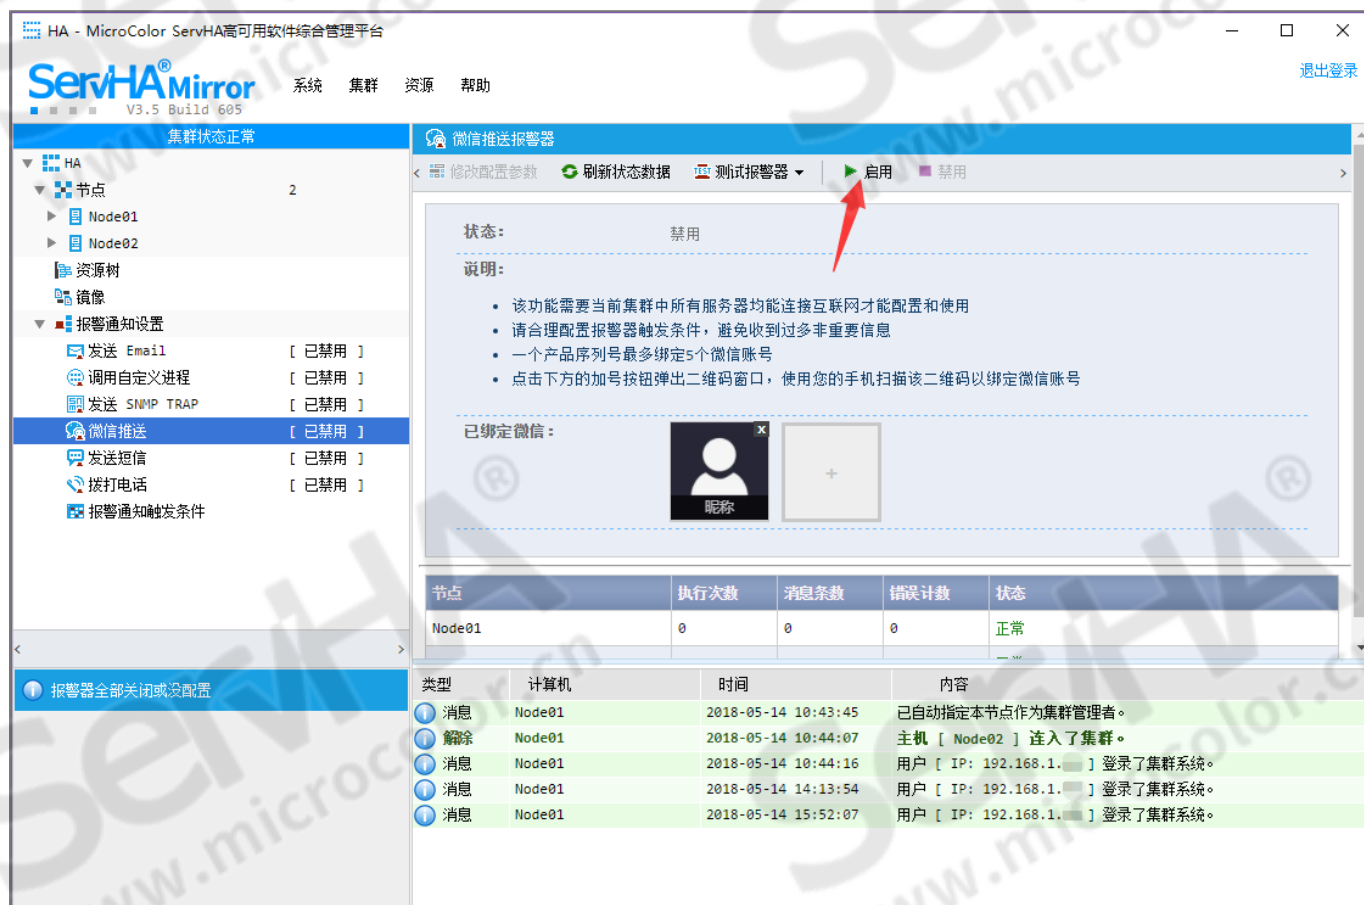 HA - MicroColor ServHA高可用软件综合管理平台
退出登录
ServHA® Mirror
V3.5 Build 605
系统 集群 资源 帮助
集群状态正常
HA
节点 2
Node01
Node02
资源树
镜像
报警通知设置
发送 Email [ 已禁用 ]
调用自定义进程 [ 已禁用 ]
发送 SNMP TRAP [ 已禁用 ]
微信推送 [ 已禁用 ]
发送短信 [ 已禁用 ]
拨打电话 [ 已禁用 ]
报警通知触发条件
报警器全部关闭或没配置
微信推送报警器
修改配置参数 刷新状态数据 TEST 测试报警器 启用 禁用
状态: 禁用
说明:
• 该功能需要当前集群中所有服务器均能连接互联网才能配置和使用
• 请合理配置报警器触发条件，避免收到过多非重要信息
• 一个产品序列号最多绑定5个微信账号
• 点击下方的加号按钮弹出二维码窗口，使用您的手机扫描该二维码以绑定微信账号
已绑定微信:
X
昵称
+
节点 执行次数 消息条数 错误计数 状态
Node01 0 0 0 正常
类型 计算机 时间 内容
消息 Node01 2018-05-14 10:43:45 已自动指定本节点作为集群管理者。
解除 Node01 2018-05-14 10:44:07 主机 [ Node02 ] 连入了集群。
消息 Node01 2018-05-14 10:44:16 用户 [ IP: 192.168.1. ] 登录了集群系统。
消息 Node01 2018-05-14 14:13:54 用户 [ IP: 192.168.1. ] 登录了集群系统。
消息 Node01 2018-05-14 15:52:07 用户 [ IP: 192.168.1. ] 登录了集群系统。
ServHA®
www.microcolor.cn